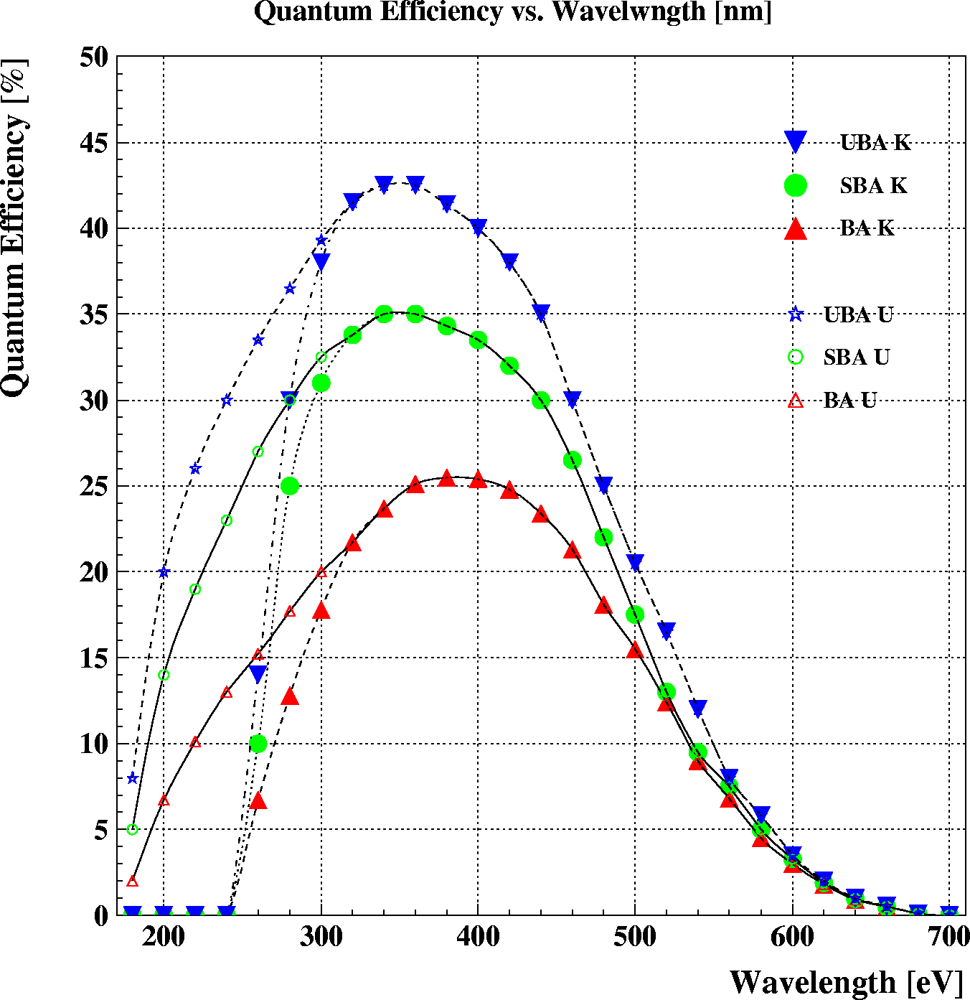 Quantum Efficiency vs. Wavelwngth [nm]
Quantum Efficiency [%]
50
45
40
35
30
25
20
15
10
5
0
UBA K
SBA K
BA K
UBA U
SBA U
BA U
200 300 400 500 600 700
Wavelength [eV]